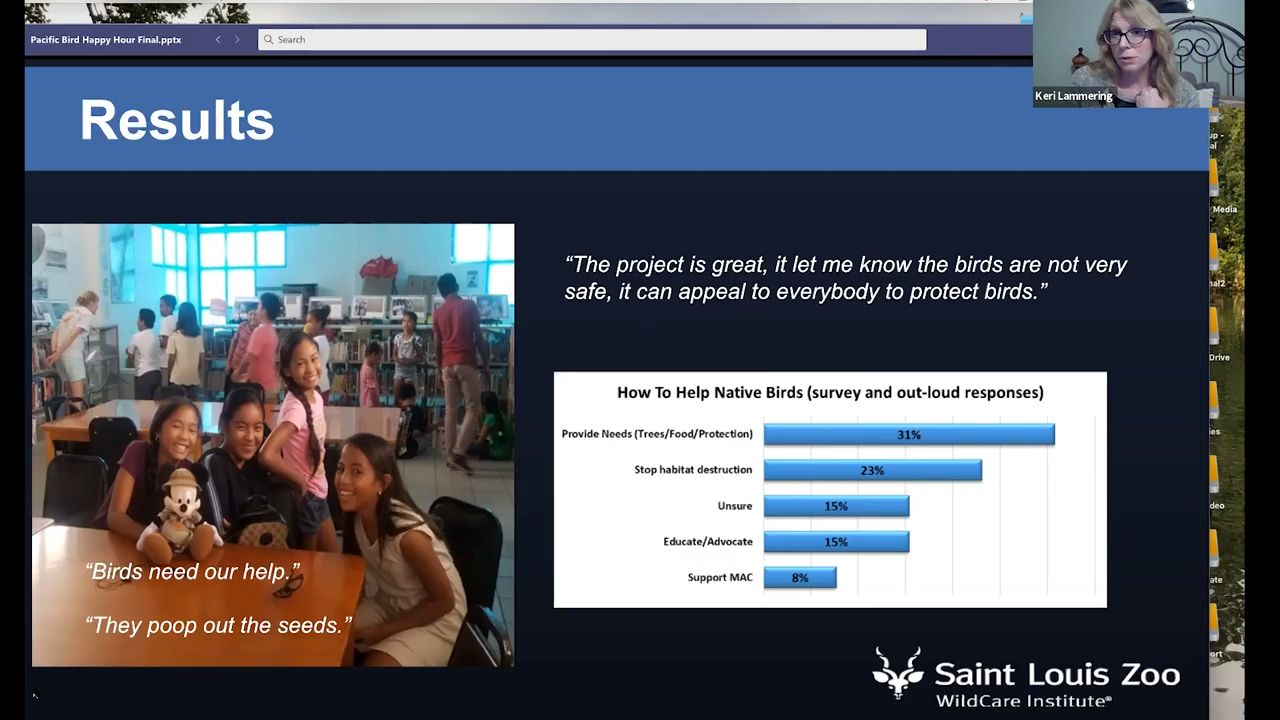 Pacific Bird Happy Hour Final.pptx
Search
Keri Lammering
Results
“The project is great, it let me know the birds are not very
safe, it can appeal to everybody to protect birds.”
“Birds need our help.”
“They poop out the seeds.”
How To Help Native Birds (survey and out-loud responses)
Provide Needs (Trees/Food/Protection) 31%
Stop habitat destruction 23%
Unsure 15%
Educate/Advocate 15%
Support MAC 8%
Saint Louis Zoo
WildCare Institute®
Media
Drive